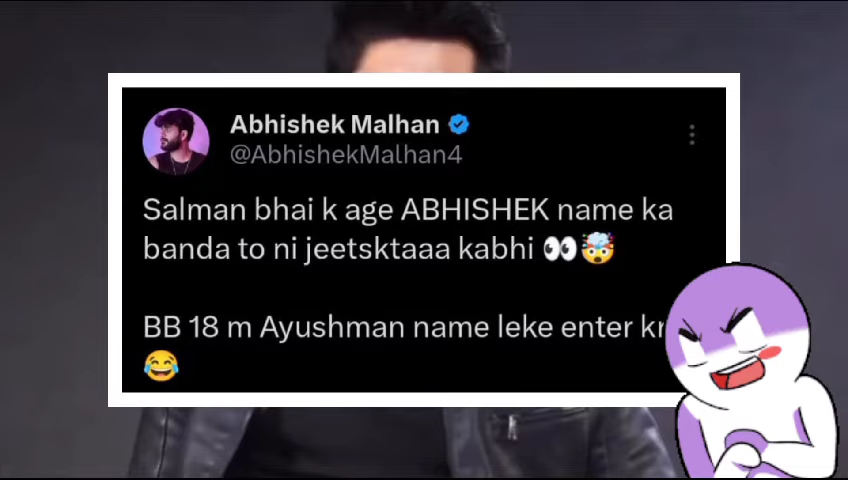 Abhishek Malhan
@AbhishekMalhan4
Salman bhai k age ABHISHEK name ka
banda to ni jeetsktaaa kabhi 👀🤯
BB 18 m Ayushman name leke enter
😂